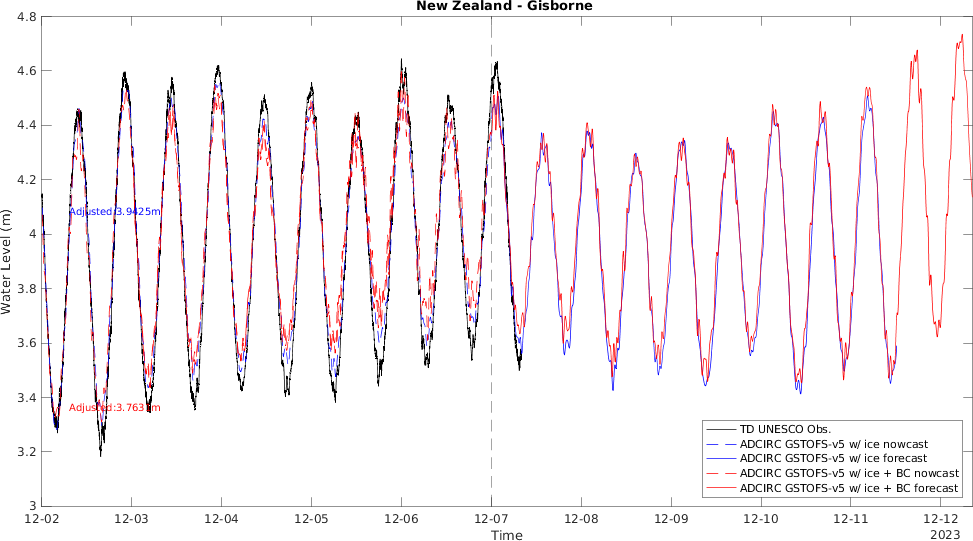 New Zealand - Gisborne
4.8
4.6
4.4
4.2
4
3.8
3.6
3.4
3.2
3
Water Level (m)
Adjusted:3.9425m
Adjusted:3.763 m
TD UNESCO Obs.
ADCIRC GSTOFS-v5 w/ ice nowcast
ADCIRC GSTOFS-v5 w/ ice forecast
ADCIRC GSTOFS-v5 w/ ice + BC nowcast
ADCIRC GSTOFS-v5 w/ ice + BC forecast
12-02 12-03 12-04 12-05 12-06 12-07 12-08 12-09 12-10 12-11 12-12
Time
2023